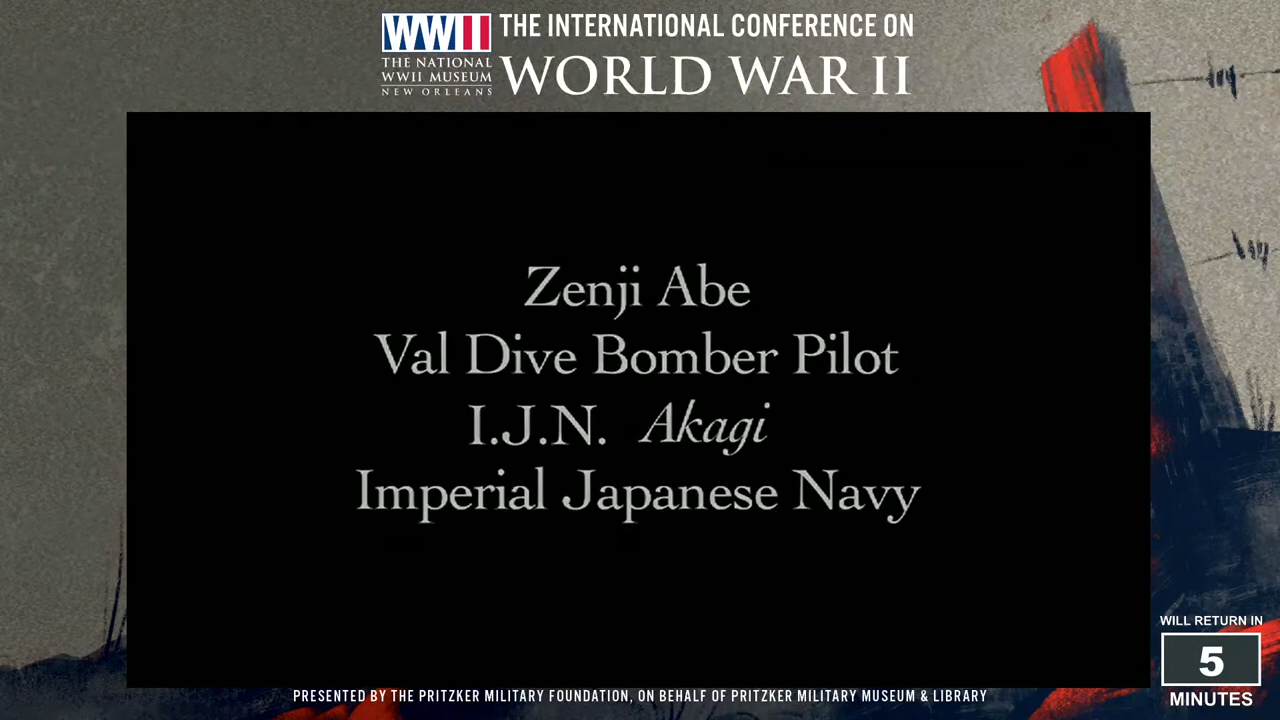 WWII
THE NATIONAL
WWII MUSEUM
NEW ORLEANS
THE INTERNATIONAL CONFERENCE ON
WORLD WAR II
Zenji Abe
Val Dive Bomber Pilot
I.J.N. Akagi
Imperial Japanese Navy
WILL RETURN IN
5
MINUTES
PRESENTED BY THE PRITZKER MILITARY FOUNDATION, ON BEHALF OF PRITZKER MILITARY MUSEUM & LIBRARY